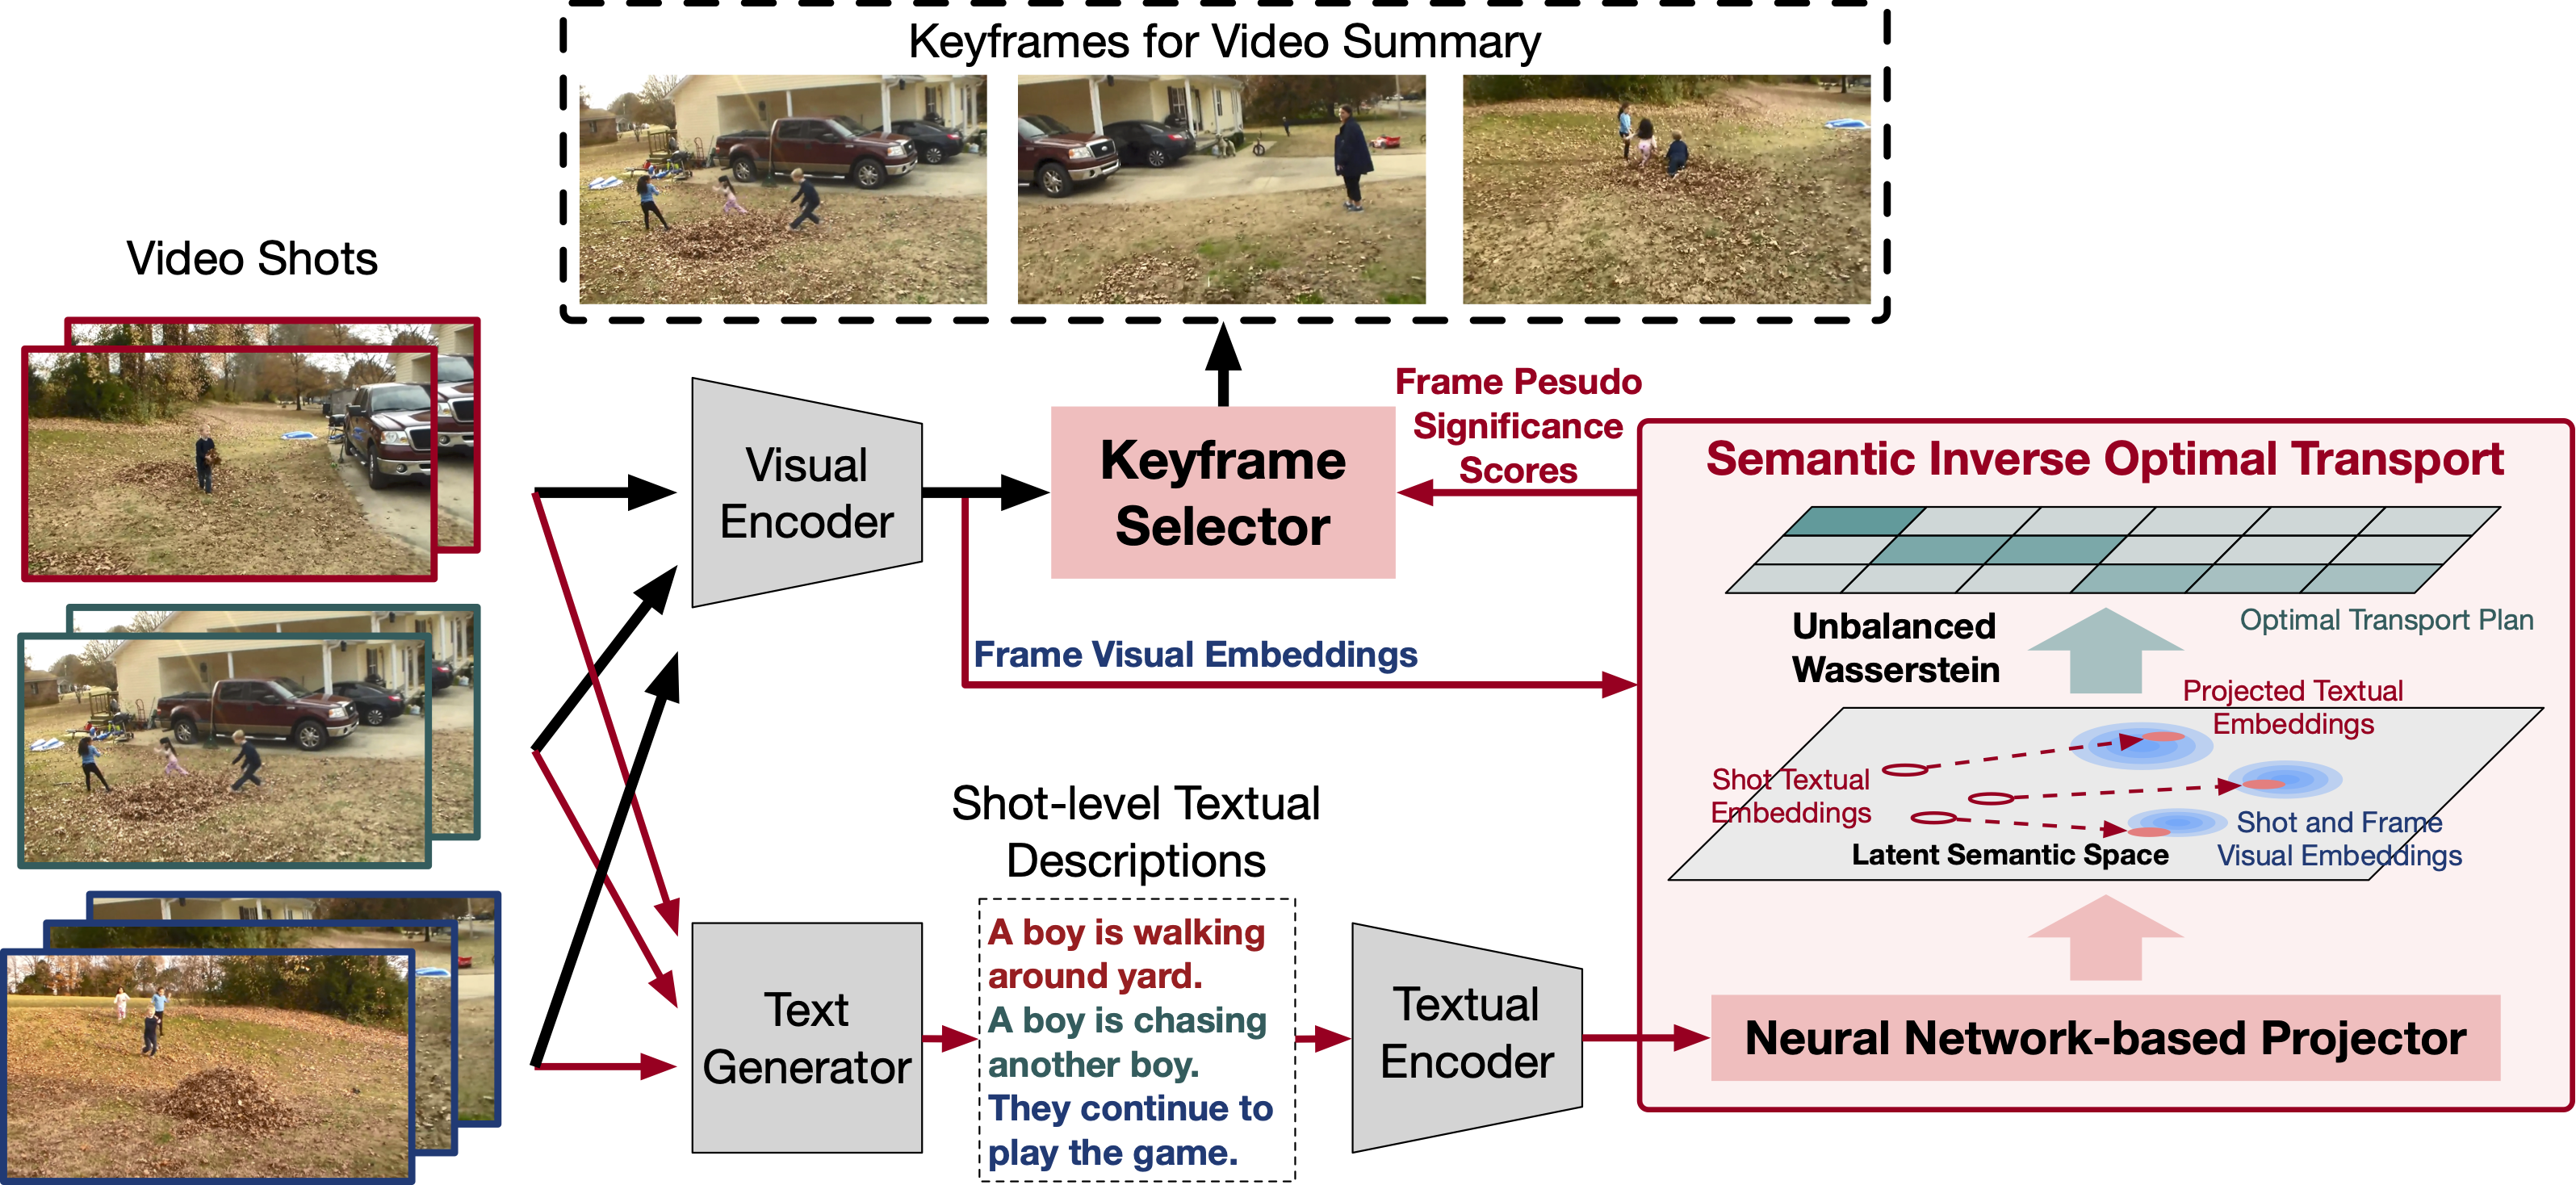 Keyframes for Video Summary
Video Shots
Visual
Encoder
Keyframe
Selector
Frame Pesudo
Significance
Scores
Frame Visual Embeddings
Text
Generator
Shot-level Textual
Descriptions
A boy is walking
around yard.
A boy is chasing
another boy.
They continue to
play the game.
Textual
Encoder
Semantic Inverse Optimal Transport
Unbalanced
Wasserstein
Optimal Transport Plan
Projected Textual
Embeddings
Shot Textual
Embeddings
Shot and Frame
Visual Embeddings
Latent Semantic Space
Neural Network-based Projector